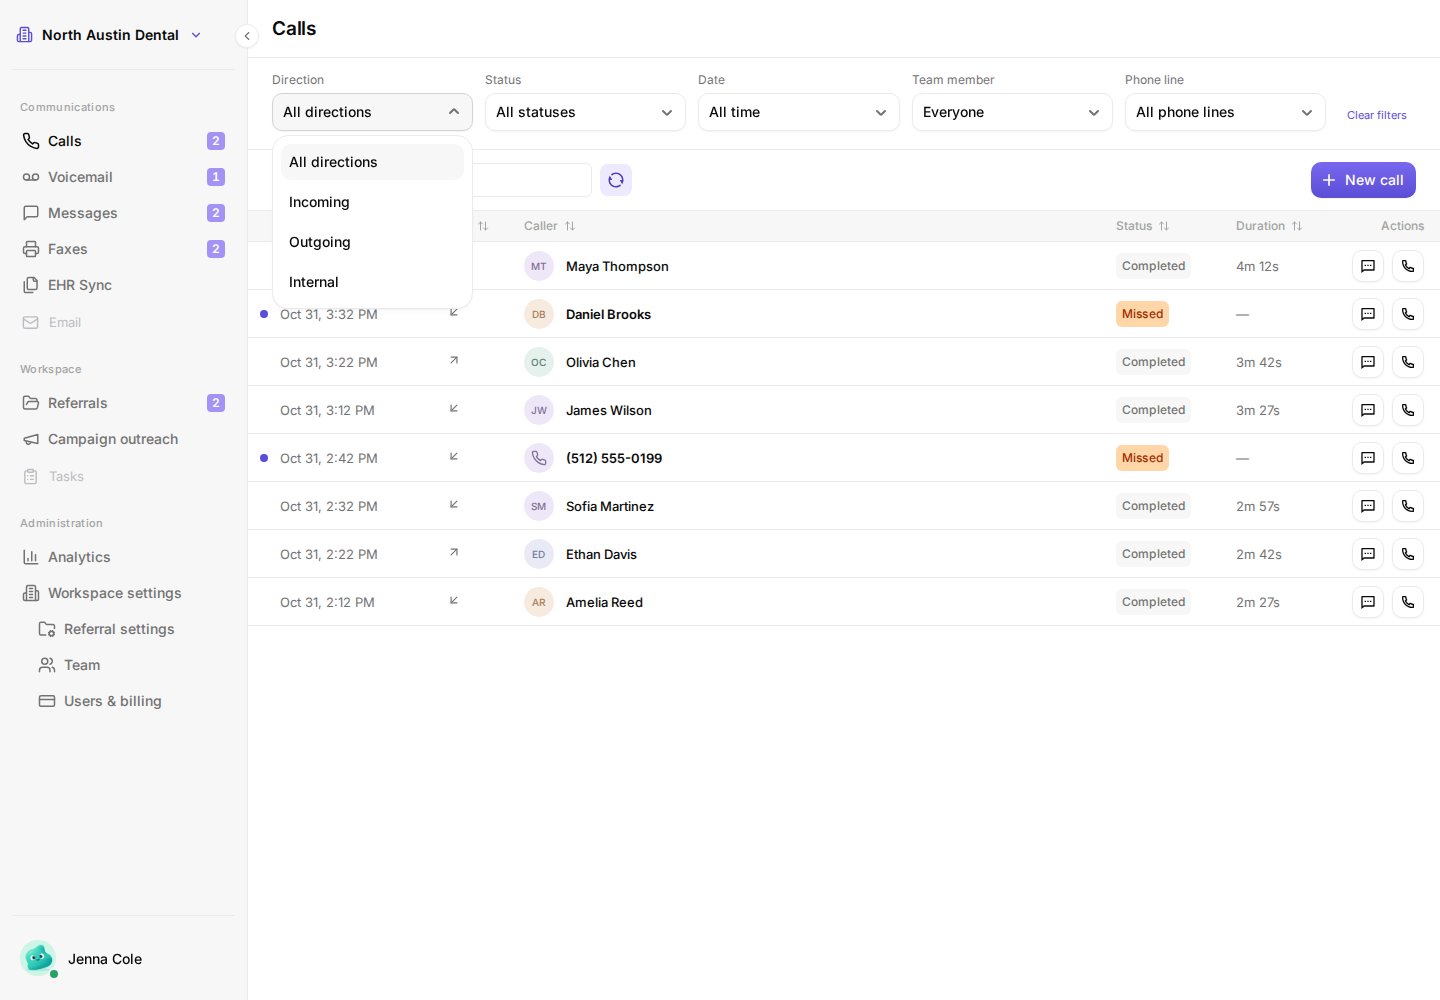 North Austin Dental
Communications
Calls 2
Voicemail 1
Messages 2
Faxes 2
EHR Sync
Email
Workspace
Referrals 2
Campaign outreach
Tasks
Administration
Analytics
Workspace settings
Referral settings
Team
Users & billing
Jenna Cole
Calls
Direction Status Date Team member Phone line
All directions All statuses All time Everyone All phone lines Clear filters
All directions
Incoming
Outgoing
Internal
New call
Caller Status Duration Actions
MT Maya Thompson Completed 4m 12s
Oct 31, 3:32 PM DB Daniel Brooks Missed —
Oct 31, 3:22 PM OC Olivia Chen Completed 3m 42s
Oct 31, 3:12 PM JW James Wilson Completed 3m 27s
Oct 31, 2:42 PM (512) 555-0199 Missed —
Oct 31, 2:32 PM SM Sofia Martinez Completed 2m 57s
Oct 31, 2:22 PM ED Ethan Davis Completed 2m 42s
Oct 31, 2:12 PM AR Amelia Reed Completed 2m 27s